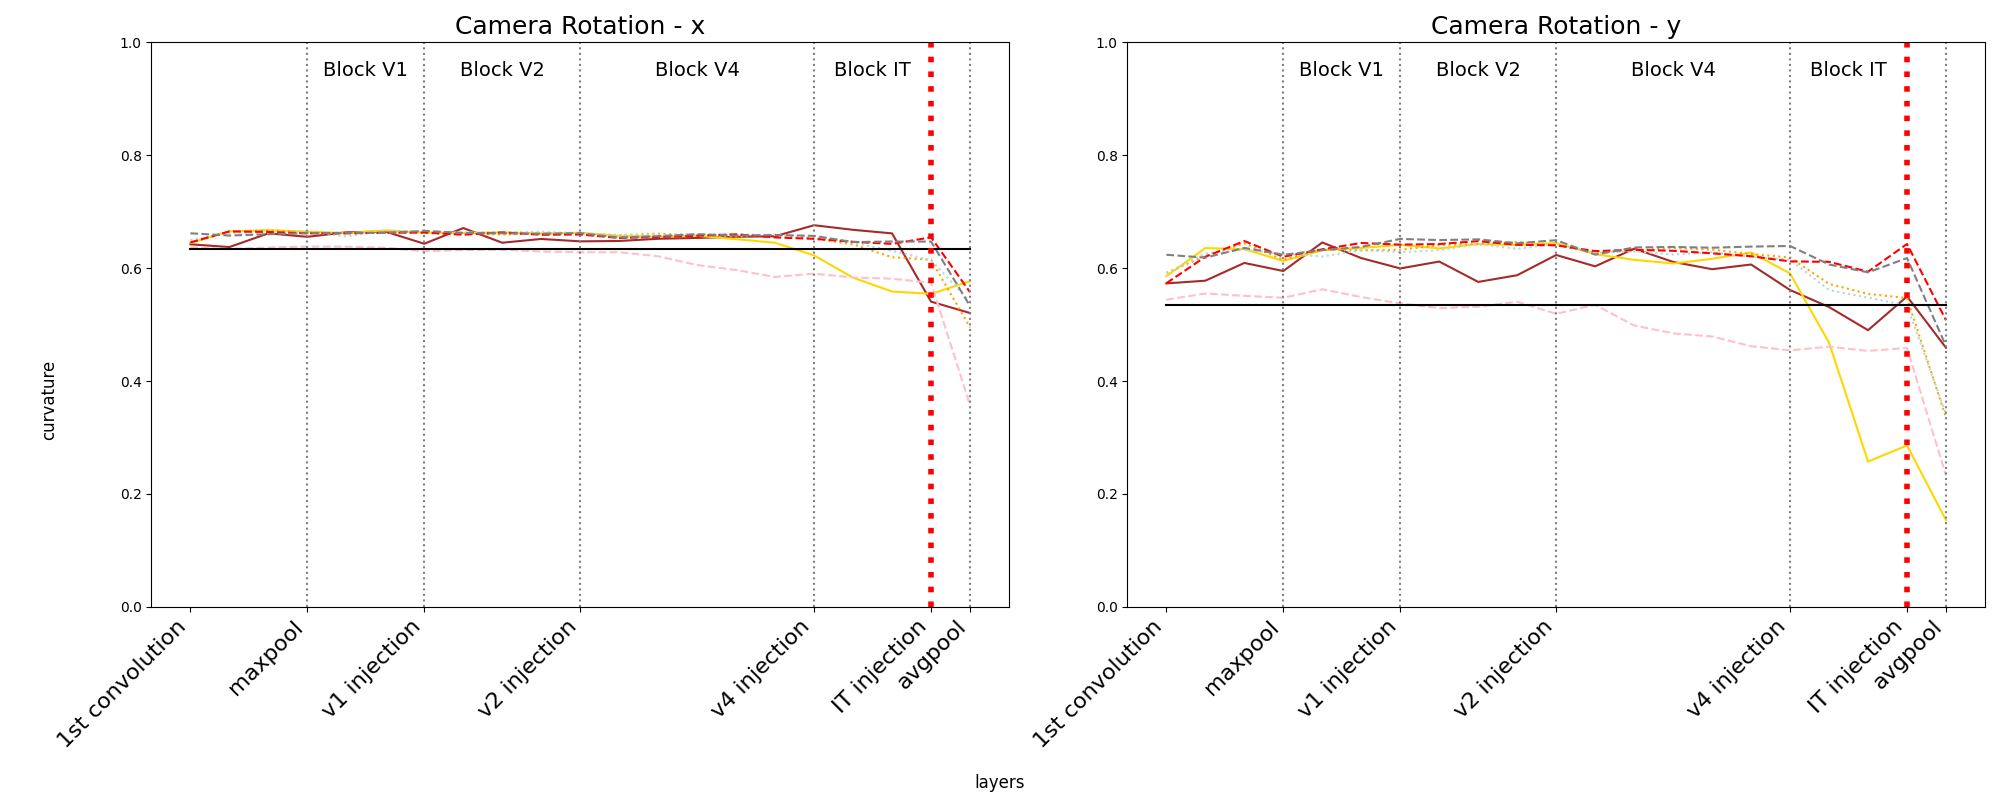 Camera Rotation - x
1.0
0.8
0.6
0.4
0.2
0.0
curvature
Block V1
Block V2
Block V4
Block IT
1st convolution
maxpool
v1 injection
v2 injection
v4 injection
IT injection
avgpool
Camera Rotation - y
1.0
0.8
0.6
0.4
0.2
0.0
Block V1
Block V2
Block V4
Block IT
1st convolution
maxpool
v1 injection
v2 injection
v4 injection
IT injection
avgpool
layers